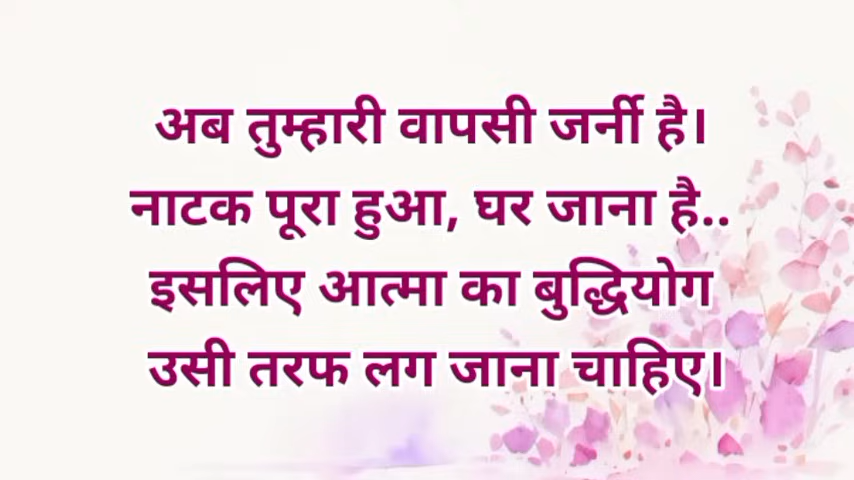 अब तुम्हारी वापसी जर्नी है।
नाटक पूरा हुआ, घर जाना है..
इसलिए आत्मा का बुद्धियोग
उसी तरफ लग जाना चाहिए।